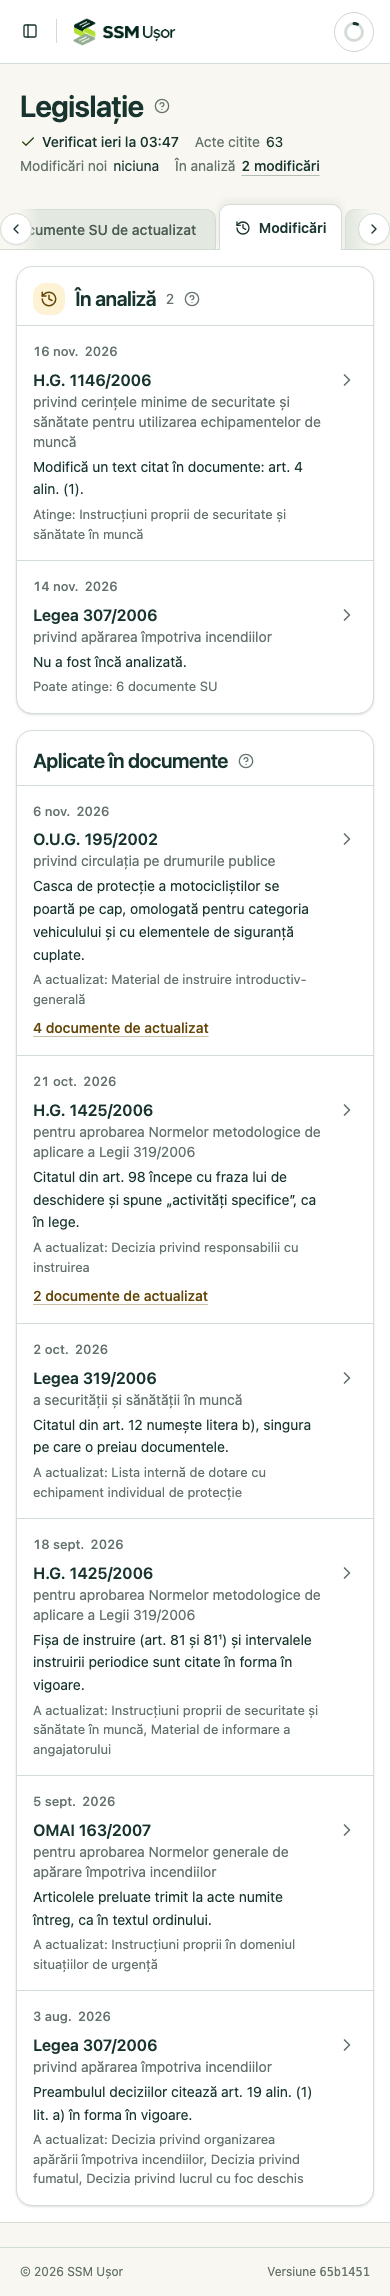 SSM Ușor
Legislație
Verificat ieri la 03:47 Acte citite 63
Modificări noi niciuna În analiză 2 modificări
cumente SU de actualizat Modificări
În analiză 2
16 nov. 2026
H.G. 1146/2006
privind cerințele minime de securitate și
sănătate pentru utilizarea echipamentelor de
muncă
Modifică un text citat în documente: art. 4
alin. (1).
Atinge: Instrucțiuni proprii de securitate și
sănătate în muncă
14 nov. 2026
Legea 307/2006
privind apărarea împotriva incendiilor
Nu a fost încă analizată.
Poate atinge: 6 documente SU
Aplicate în documente
6 nov. 2026
O.U.G. 195/2002
privind circulația pe drumurile publice
Casca de protecție a motocicliștilor se
poartă pe cap, omologată pentru categoria
vehiculului și cu elementele de siguranță
cuplate.
A actualizat: Material de instruire introductiv-
generală
4 documente de actualizat
21 oct. 2026
H.G. 1425/2006
pentru aprobarea Normelor metodologice de
aplicare a Legii 319/2006
Citatul din art. 98 începe cu fraza lui de
deschidere și spune „activități specifice”, ca
în lege.
A actualizat: Decizia privind responsabilii cu
instruirea
2 documente de actualizat
2 oct. 2026
Legea 319/2006
a securității și sănătății în muncă
Citatul din art. 12 numește litera b), singura
pe care o preiau documentele.
A actualizat: Lista internă de dotare cu
echipament individual de protecție
18 sept. 2026
H.G. 1425/2006
pentru aprobarea Normelor metodologice de
aplicare a Legii 319/2006
Fișa de instruire (art. 81 și 81¹) și intervalele
instruirii periodice sunt citate în forma în
vigoare.
A actualizat: Instrucțiuni proprii de securitate și
sănătate în muncă, Material de informare a
angajatorului
5 sept. 2026
OMAI 163/2007
pentru aprobarea Normelor generale de
apărare împotriva incendiilor
Articolele preluate trimit la acte numite
întreg, ca în textul ordinului.
A actualizat: Instrucțiuni proprii în domeniul
situațiilor de urgență
3 aug. 2026
Legea 307/2006
privind apărarea împotriva incendiilor
Preambulul deciziilor citează art. 19 alin. (1)
lit. a) în forma în vigoare.
A actualizat: Decizia privind organizarea
apărării împotriva incendiilor, Decizia privind
fumatul, Decizia privind lucrul cu foc deschis
© 2026 SSM Ușor Versiune 65b1451